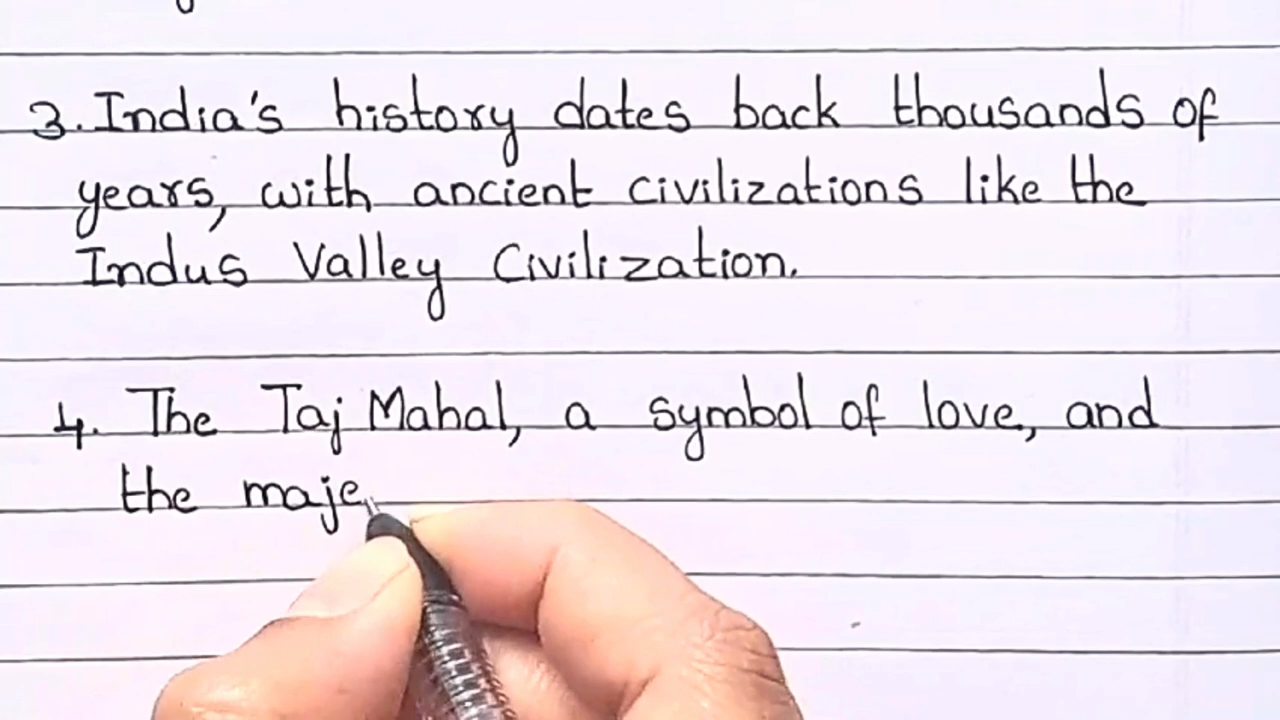 3. India's history dates back thousands of
years, with ancient civilizations like the
Indus Valley Civilization.
4. The Taj Mahal, a symbol of love, and
the maje